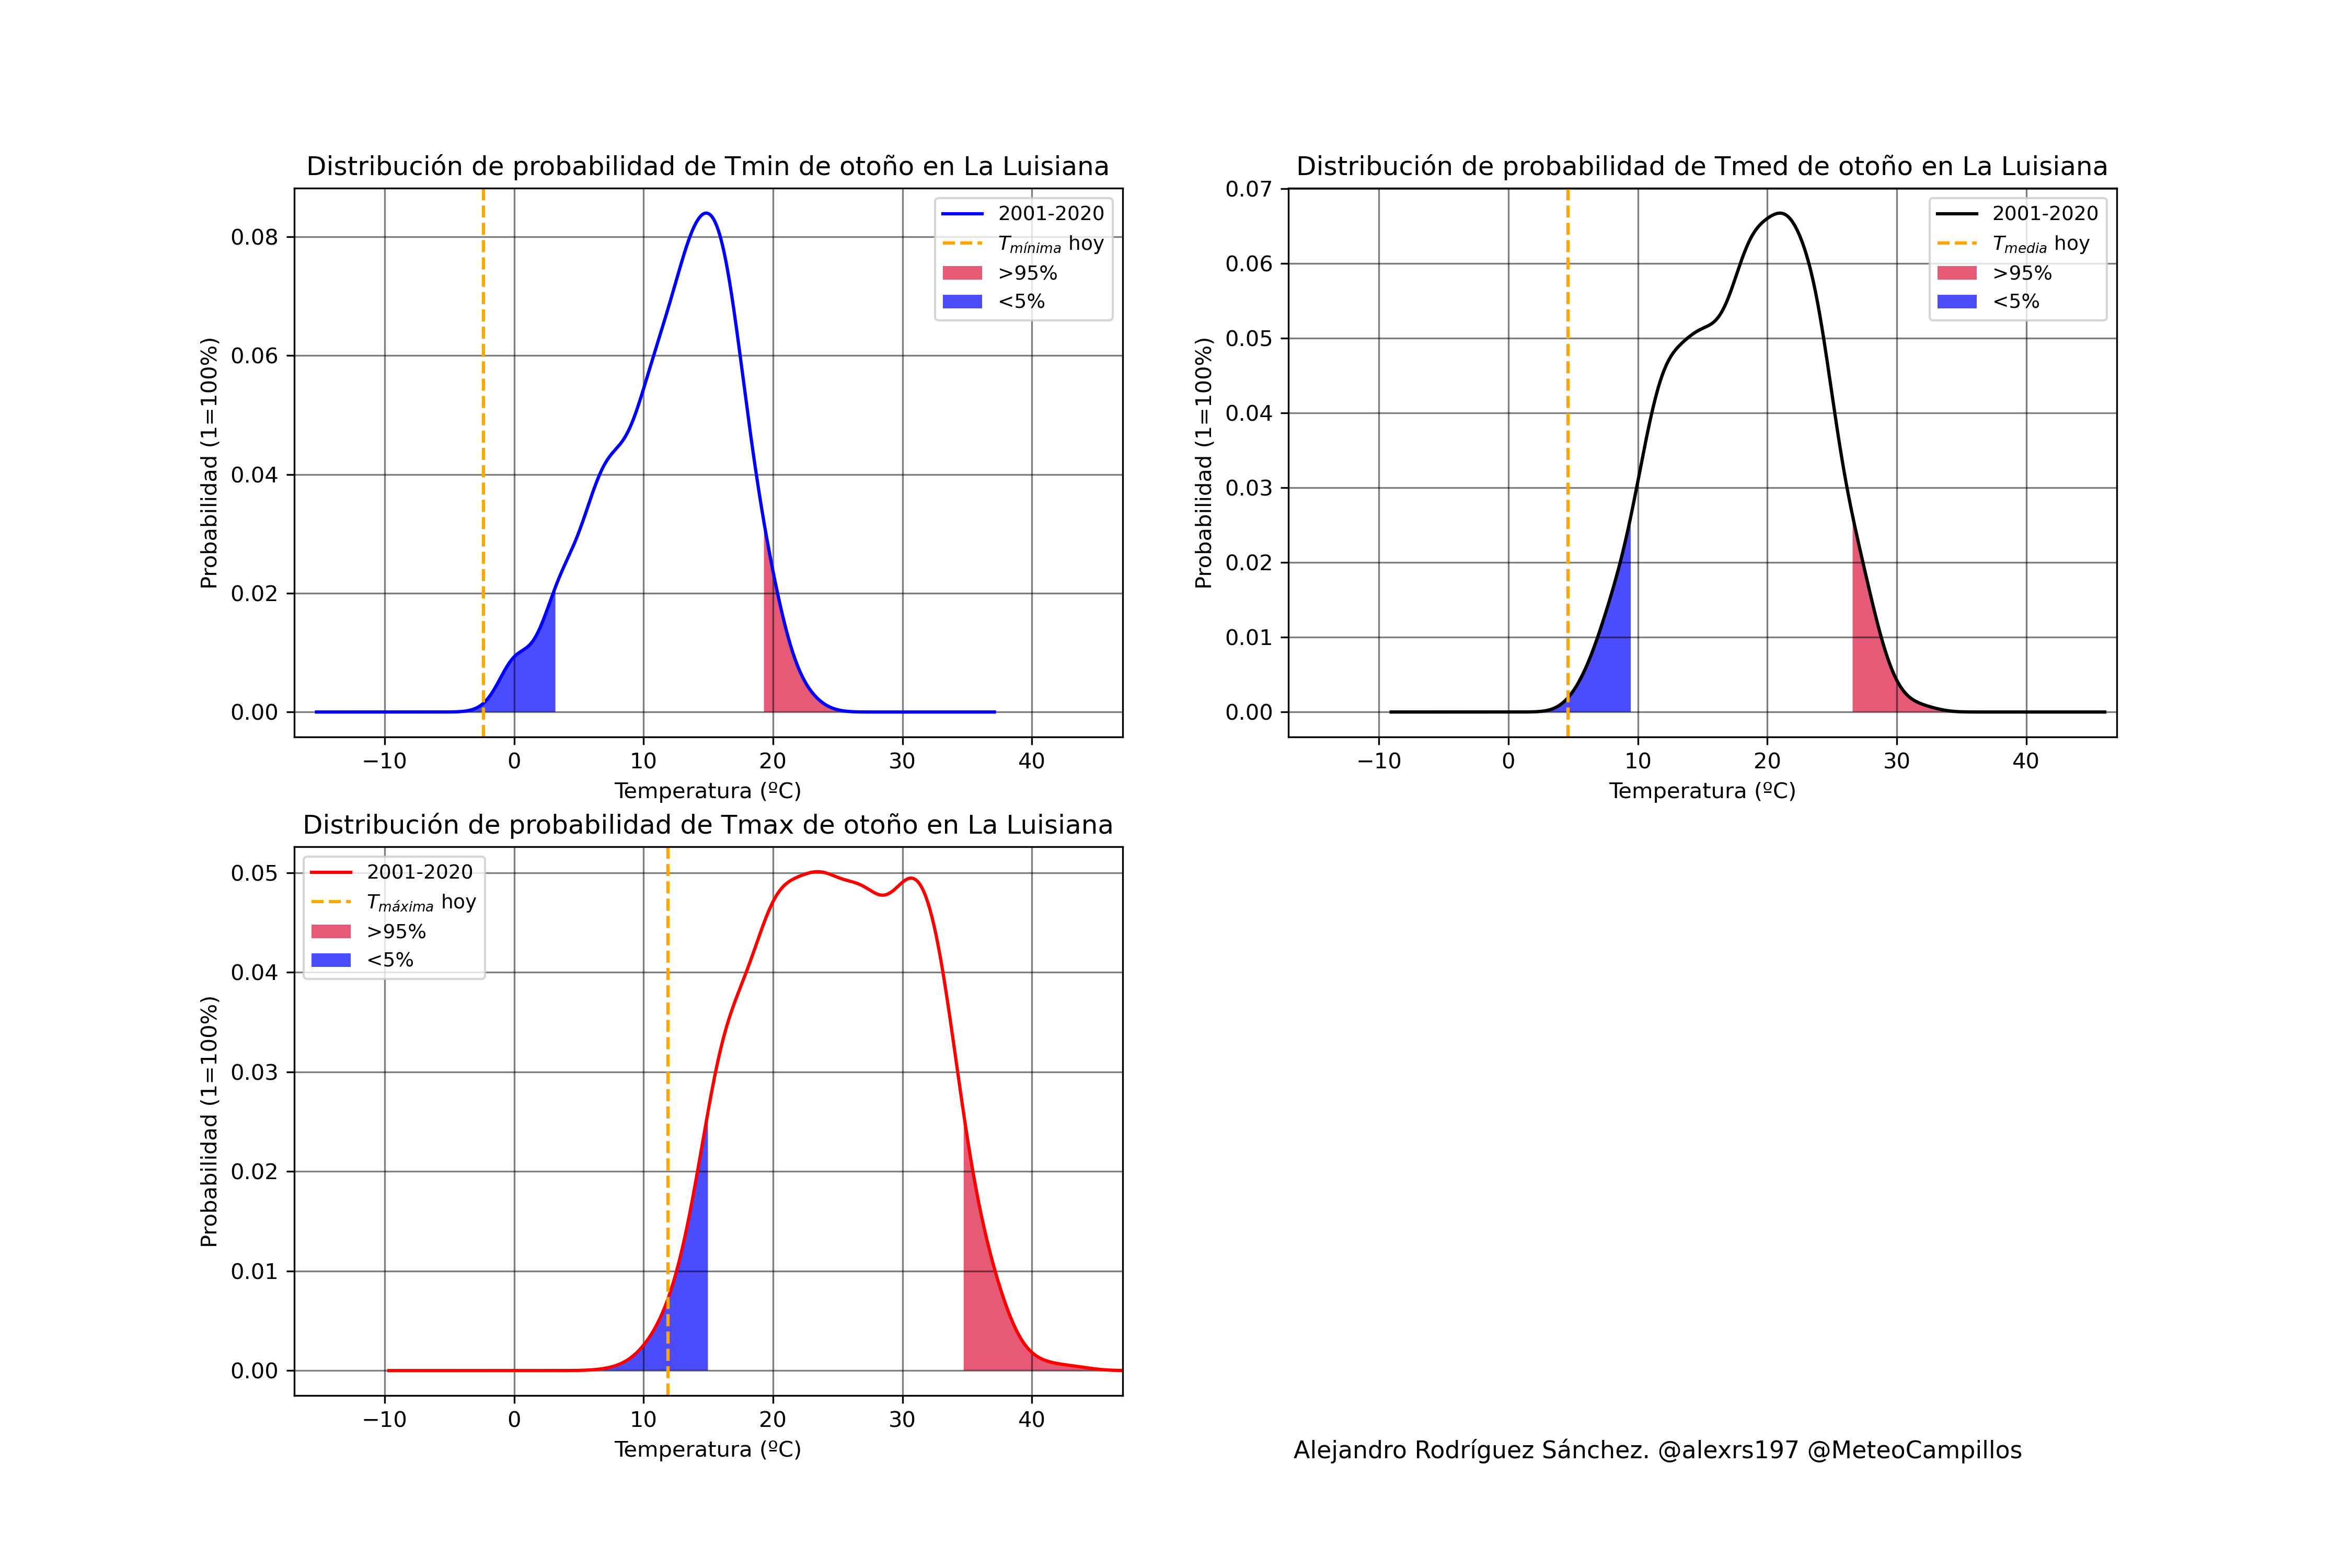 Distribución de probabilidad de Tmin de otoño en La Luisiana
Probabilidad (1=100%)
0.08
0.06
0.04
0.02
0.00
2001-2020
Tmínima hoy
>95%
<5%
−10 0 10 20 30 40
Temperatura (ºC)
Distribución de probabilidad de Tmed de otoño en La Luisiana
Probabilidad (1=100%)
0.07
0.06
0.05
0.04
0.03
0.02
0.01
0.00
2001-2020
Tmedia hoy
>95%
<5%
−10 0 10 20 30 40
Temperatura (ºC)
Distribución de probabilidad de Tmax de otoño en La Luisiana
Probabilidad (1=100%)
0.05
0.04
0.03
0.02
0.01
0.00
2001-2020
Tmáxima hoy
>95%
<5%
−10 0 10 20 30 40
Temperatura (ºC)
Alejandro Rodríguez Sánchez. @alexrs197 @MeteoCampillos